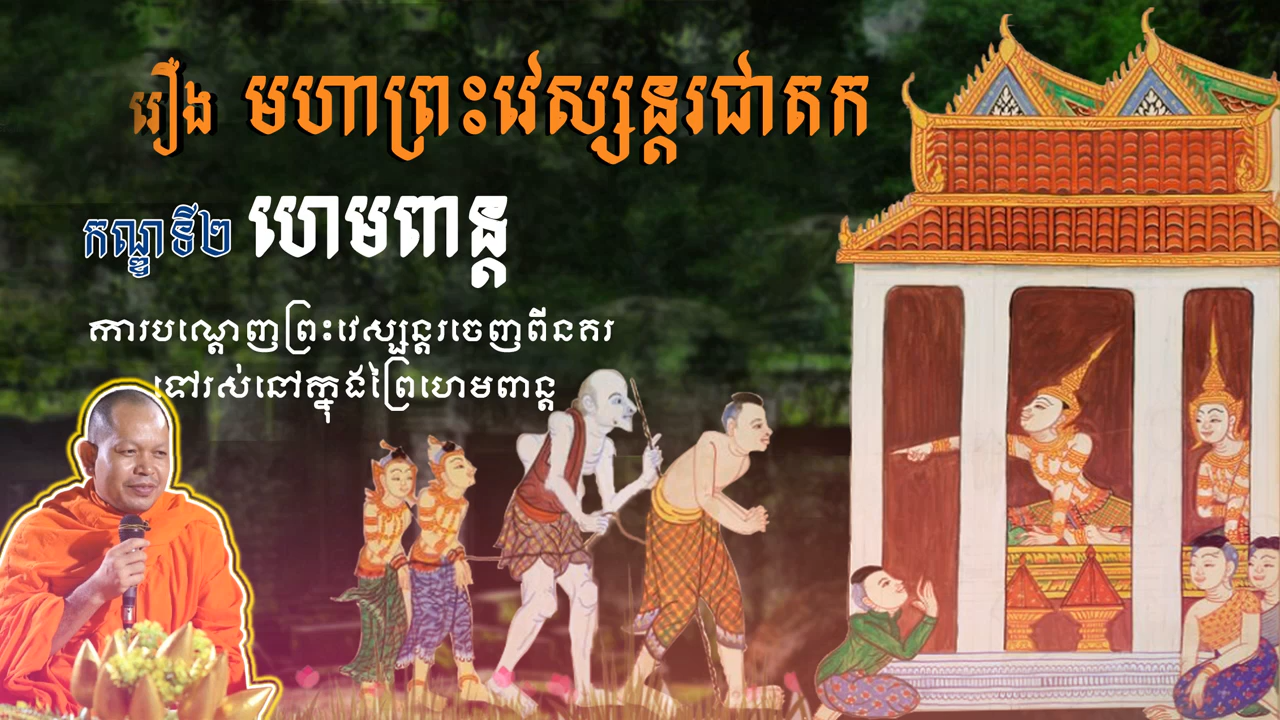 រឿង មហាព្រះវេស្សន្តរជាតក
កណ្ឌទី២ ហេមពាន្ត
ការបណ្តេញព្រះវេស្សន្តរចេញពីនគរ
ទៅរស់នៅក្នុងព្រៃហេមពាន្ត